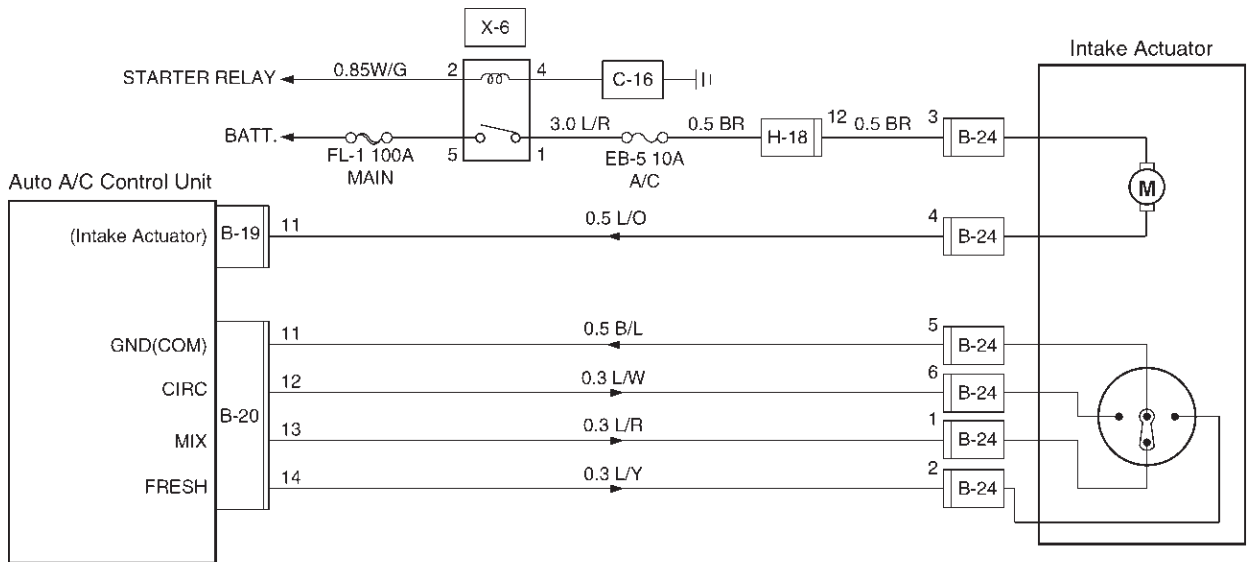 X-6
Intake Actuator
STARTER RELAY 0.85W/G 2 4 C-16
BATT. 3.0 L/R 0.5 BR H-18 12 0.5 BR 3 B-24
FL-1 100A 5 1 EB-5 10A
MAIN A/C
M
Auto A/C Control Unit
(Intake Actuator) B-19 11 0.5 L/O 4 B-24
GND(COM) 11 0.5 B/L 5 B-24
CIRC 12 0.3 L/W 6 B-24
B-20
MIX 13 0.3 L/R 1 B-24
FRESH 14 0.3 L/Y 2 B-24